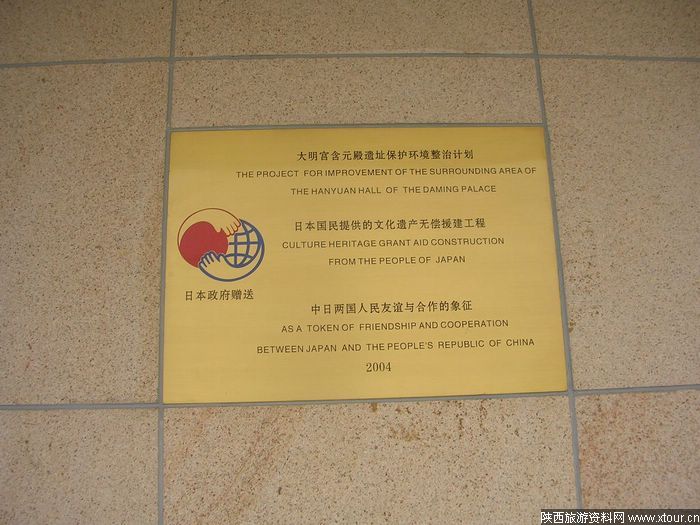 大明宫含元殿遗址保护环境整治计划
THE PROJECT FOR IMPROVEMENT OF THE SURROUNDING AREA OF
THE HANYUAN HALL OF THE DAMING PALACE
日本国民提供的文化遗产无偿援建工程
CULTURE HERITAGE GRANT AID CONSTRUCTION
FROM THE PEOPLE OF JAPAN
日本政府赠送
中日两国人民友谊与合作的象征
AS A TOKEN OF FRIENDSHIP AND COOPERATION
BETWEEN JAPAN AND THE PEOPLE'S REPUBLIC OF CHINA
2004
陕西旅游资料网 www.xtour.cn